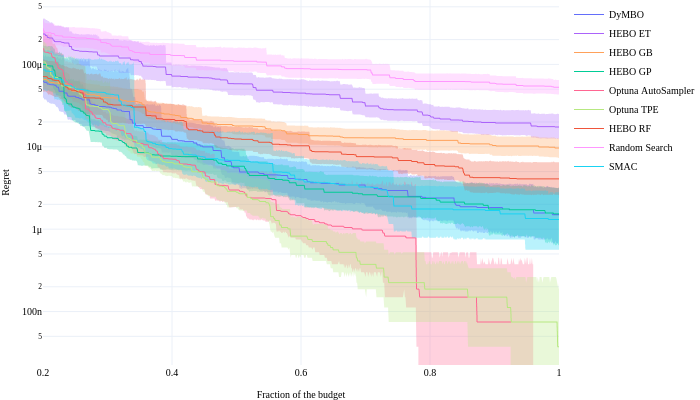 Regret
5
2
100μ
5
2
10μ
5
2
1μ
5
2
100n
5
0.2
0.4
0.6
0.8
1
Fraction of the budget
DyMBO
HEBO ET
HEBO GB
HEBO GP
Optuna AutoSampler
Optuna TPE
HEBO RF
Random Search
SMAC